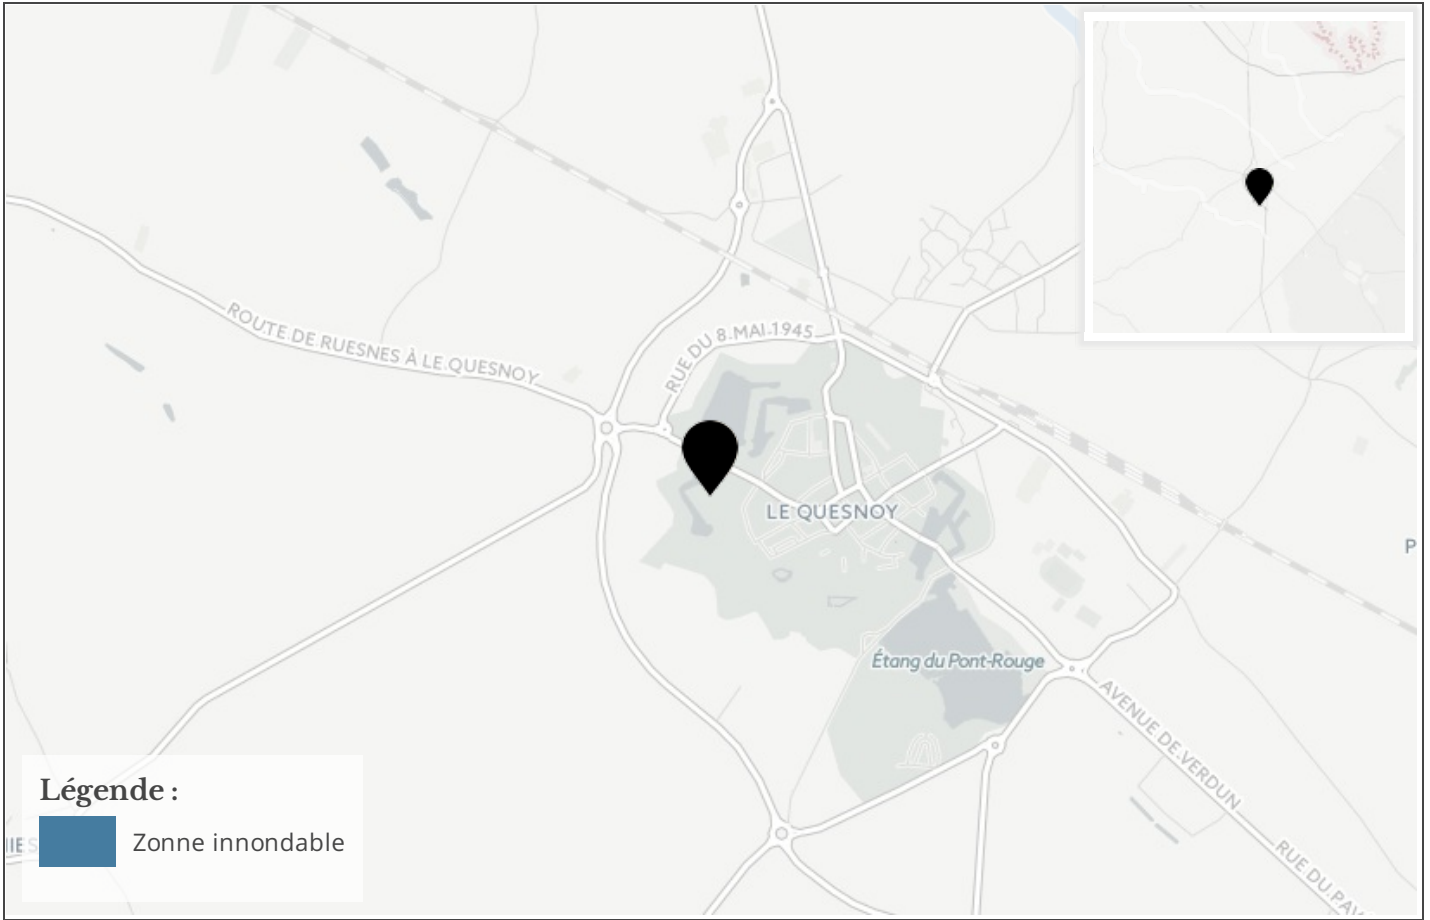 ROUTE DE RUESNES À LE QUESNOY
RUE DU 8 MAI 1945
LE QUESNOY
P
Étang du Pont-Rouge
AVENUE DE VERDUN
RUE DU PAV
Légende :
Zonne innondable
IES